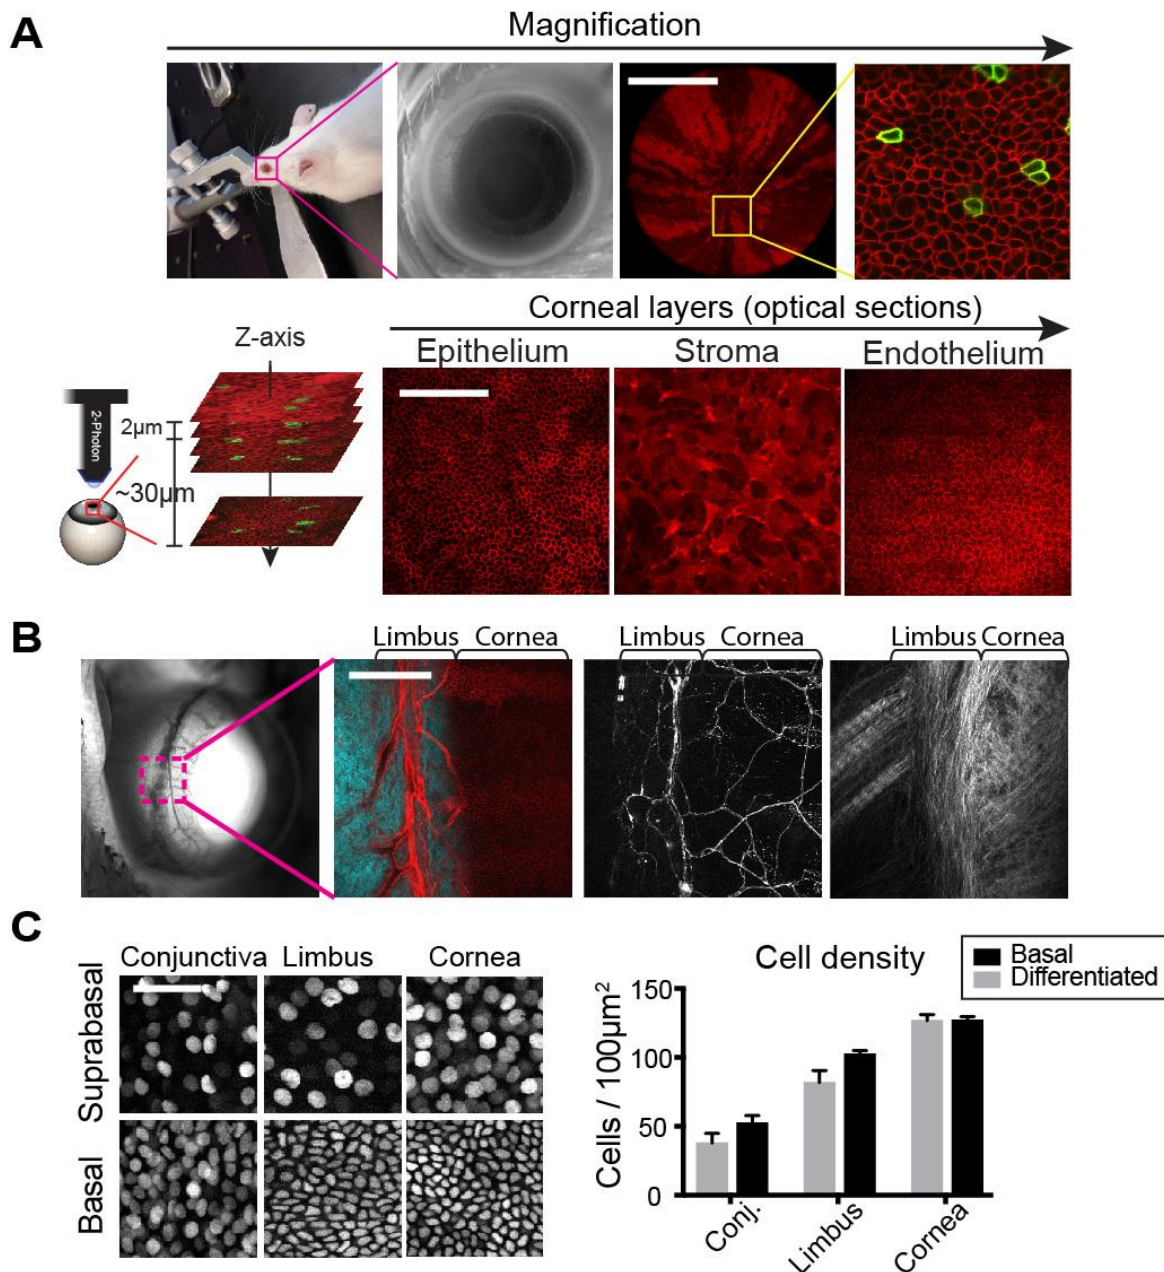 A
Magnification
Corneal layers (optical sections)
Z-axis
Epithelium
Stroma
Endothelium
2-Photon
2μm
~30μm
B
Limbus Cornea
Limbus Cornea
Limbus Cornea
C
Conjunctiva Limbus Cornea
Suprabasal
Basal
Cell density
Basal
Differentiated
Cells / 100μm²
150
100
50
0
Conj.
Limbus
Cornea